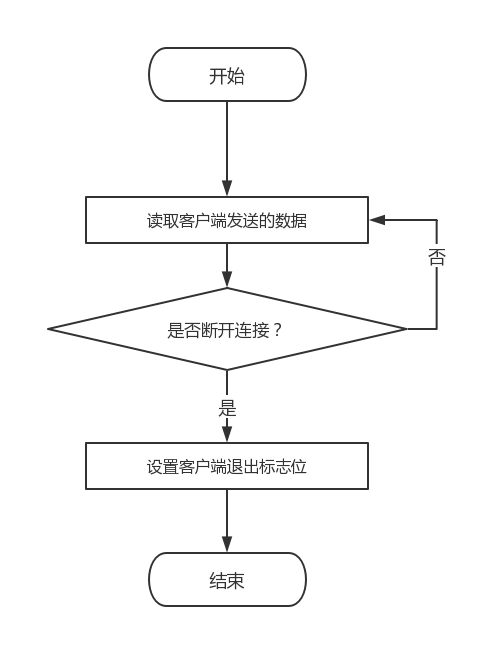 开始
读取客户端发送的数据
否
是否断开连接？
是
设置客户端退出标志位
结束